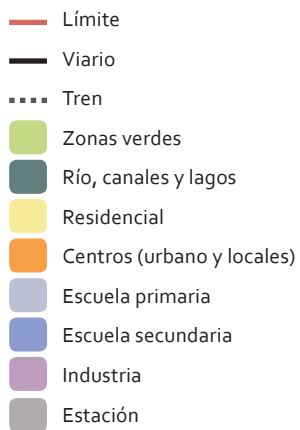 Límite
Viario
Tren
Zonas verdes
Río, canales y lagos
Residencial
Centros (urbano y locales)
Escuela primaria
Escuela secundaria
Industria
Estación